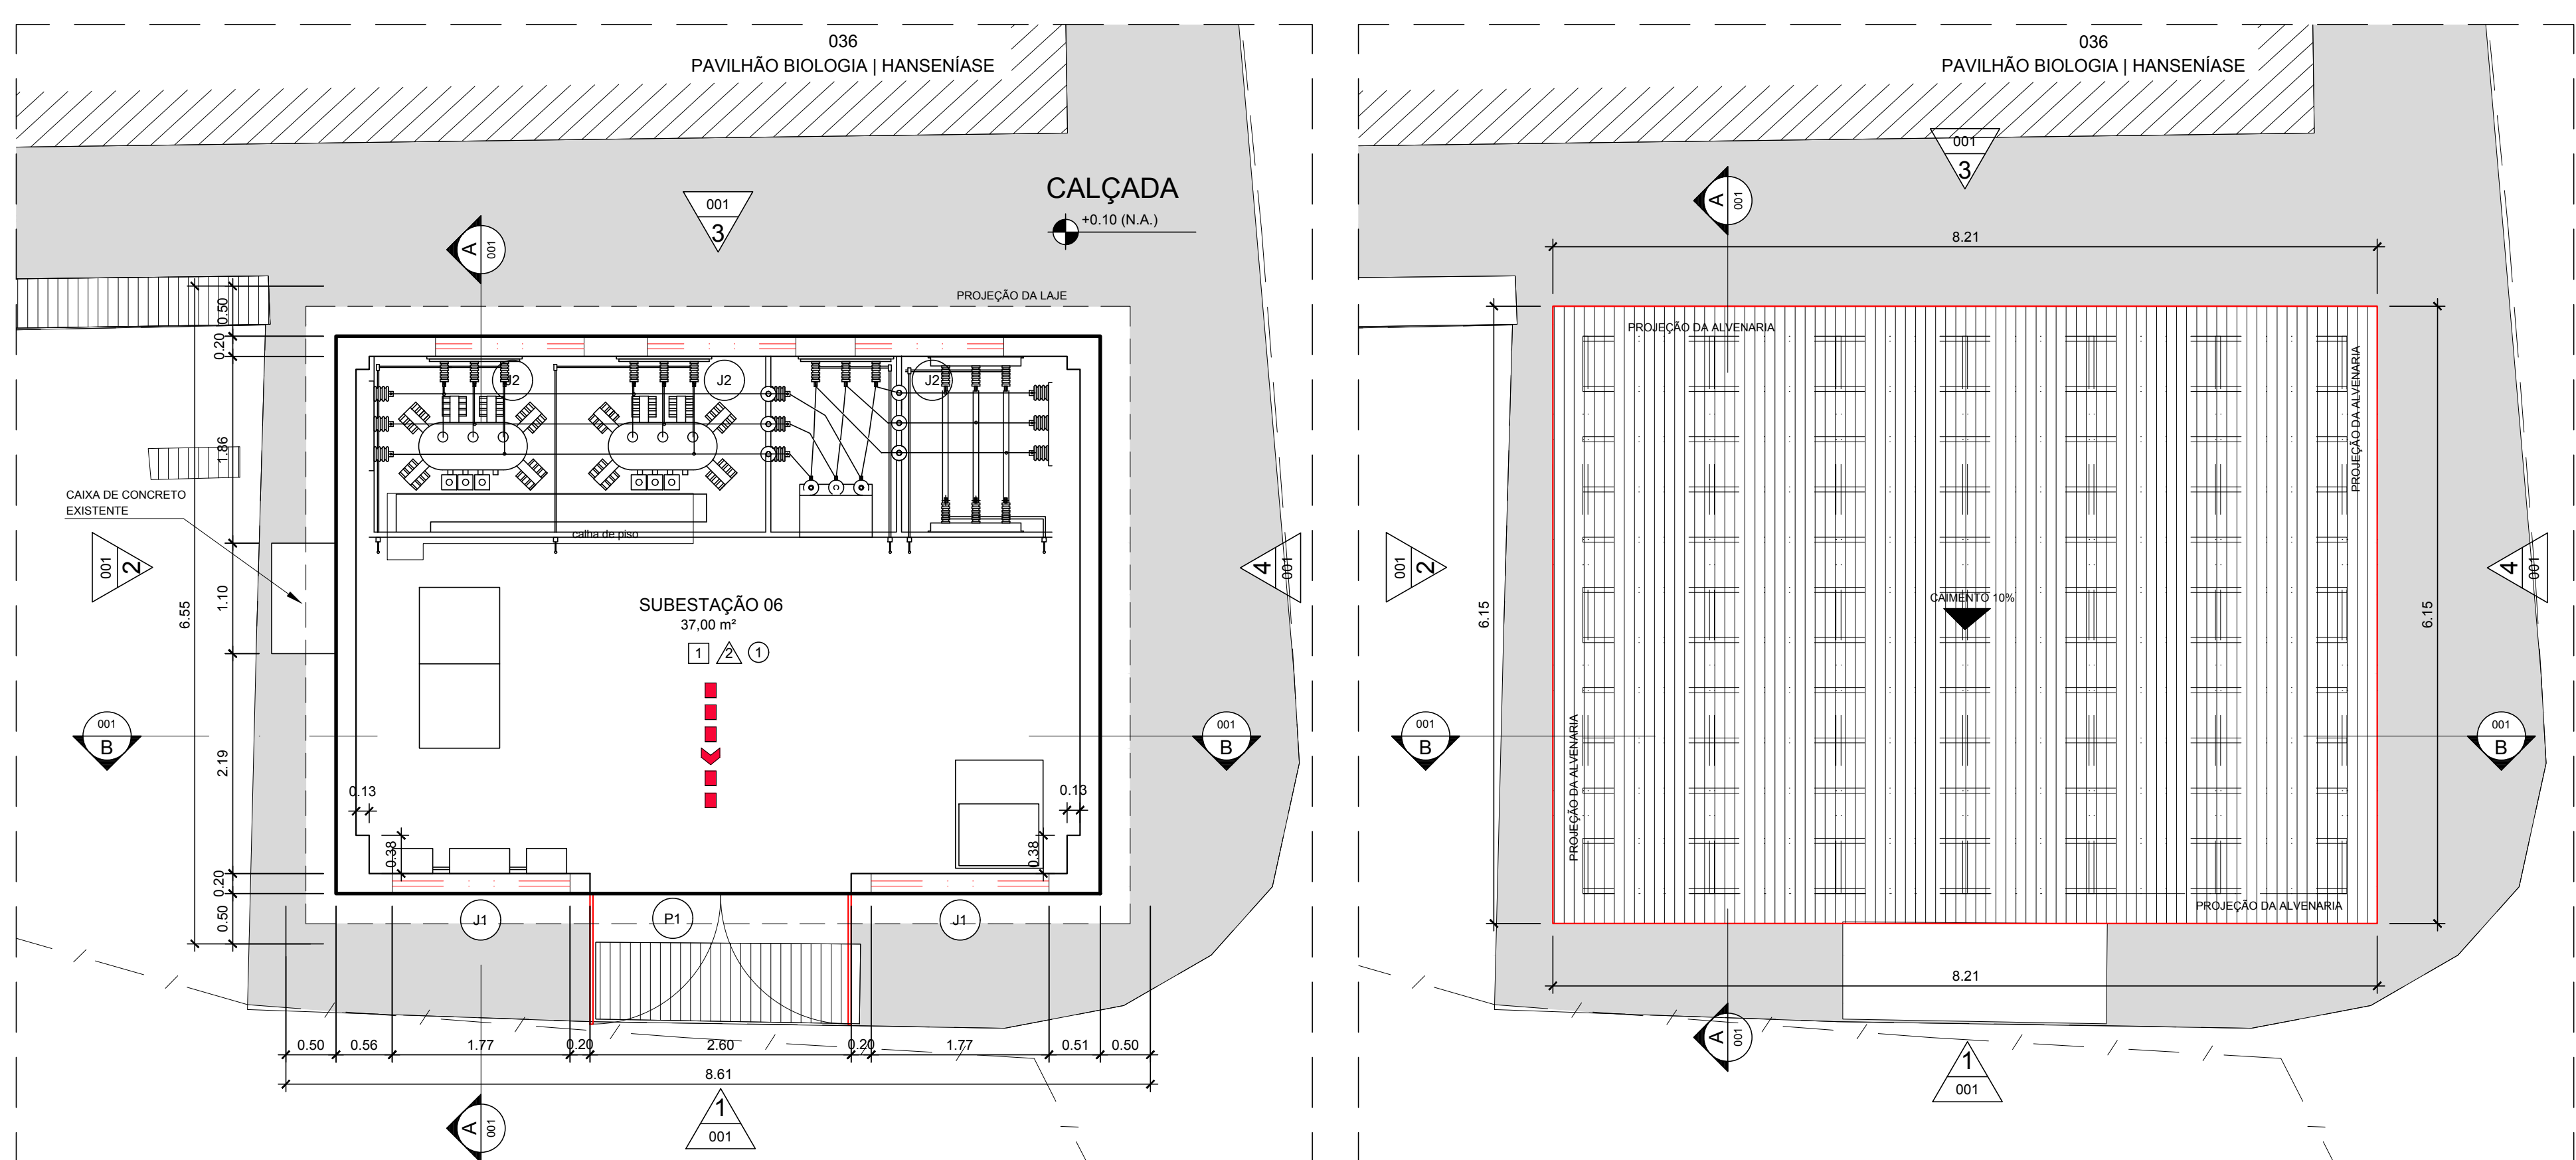 036
PAVILHÃO BIOLOGIA | HANSENÍASE
001
3
CALÇADA
+0.10 (N.A.)
A
001
PROJEÇÃO DA LAJE
0.50
0.20
1.86
1.10
2.19
0.20
0.50
6.55
J2
J2
J2
CAIXA DE CONCRETO
EXISTENTE
calha de piso
001
2
4
001
SUBESTAÇÃO 06
37,00 m²
1
2
1
001
B
001
B
0.13
0.13
0.38
0.38
J1
P1
J1
0.50
0.56
1.77
0.20
2.60
0.20
1.77
0.51
0.50
8.61
A
001
1
001
036
PAVILHÃO BIOLOGIA | HANSENÍASE
001
3
A
001
8.21
PROJEÇÃO DA ALVENARIA
PROJEÇÃO DA ALVENARIA
001
2
4
001
6.15
CAIMENTO 10%
6.15
001
B
001
B
PROJEÇÃO DA ALVENARIA
PROJEÇÃO DA ALVENARIA
8.21
A
001
1
001